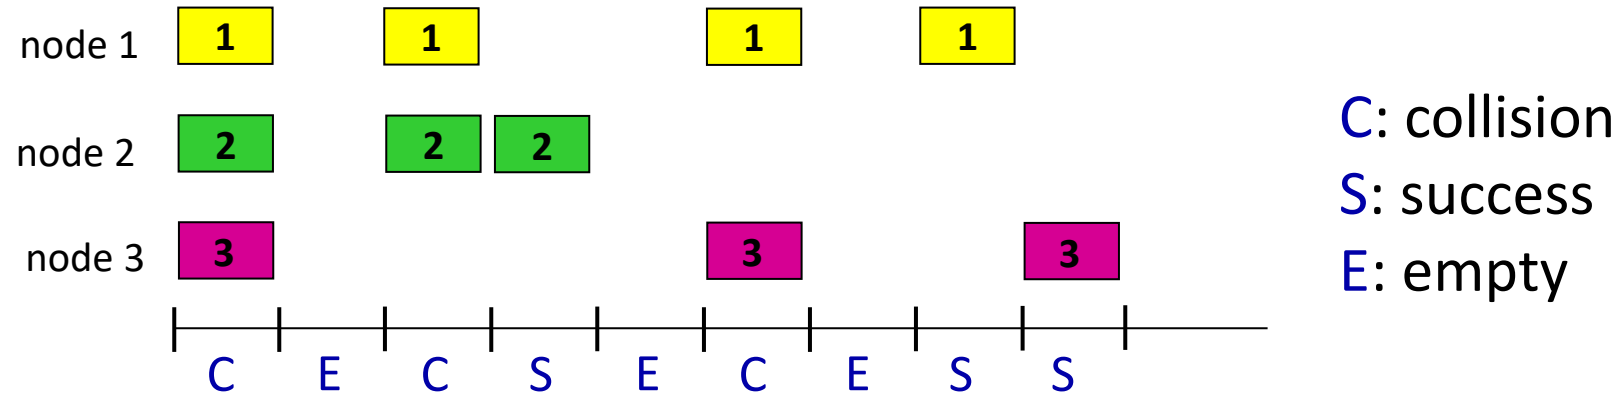 node 1 1 1 1 1
node 2 2 2 2
node 3 3 3 3
C E C S E C E S S
C: collision
S: success
E: empty